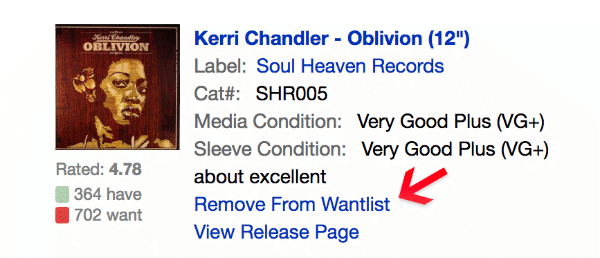 Kerri Chandler
OBLIVION
Rated: 4.78
364 have
702 want
Kerri Chandler - Oblivion (12")
Label: Soul Heaven Records
Cat#: SHR005
Media Condition: Very Good Plus (VG+)
Sleeve Condition: Very Good Plus (VG+)
about excellent
Remove From Wantlist
View Release Page